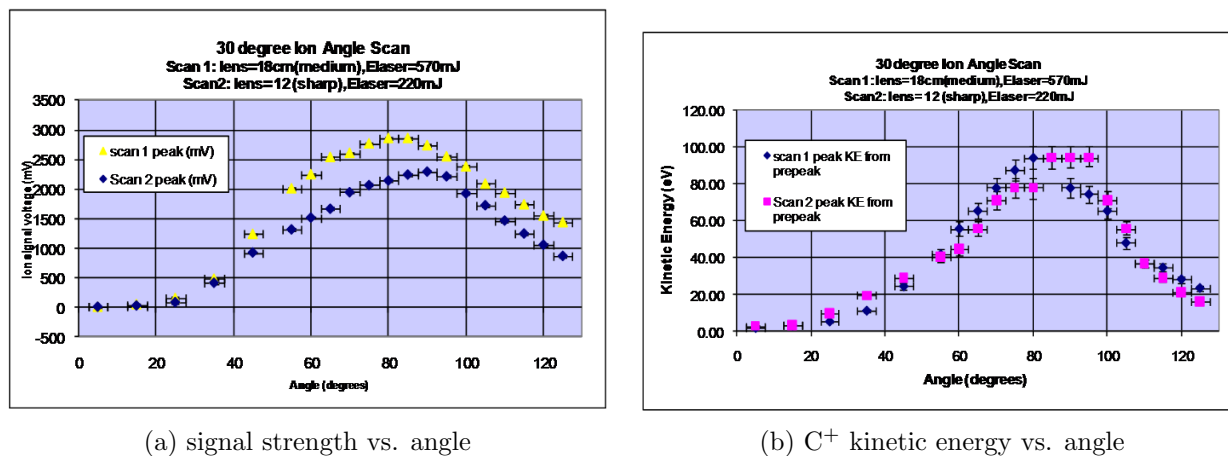 30 degree Ion Angle Scan
Scan 1: lens=18cm(medium),Elaser=570mJ
Scan2: lens=12 (sharp),Elaser=220mJ
3500
3000
2500
2000
1500
1000
500
0
-500
Ion signal voltage (mV)
scan 1 peak (mV)
Scan 2 peak (mV)
0 20 40 60 80 100 120
Angle (degrees)
(a) signal strength vs. angle
30 degree Ion Angle Scan
Scan 1: lens=18cm(medium),Elaser=570mJ
Scan2: lens= 12 (sharp),Elaser=220mJ
120.00
100.00
80.00
60.00
40.00
20.00
0.00
Kinetic Energy (eV)
scan 1 peak KE from
prepeak
Scan 2 peak KE from
prepeak
0 20 40 60 80 100 120
Angle (degrees)
(b) C⁺ kinetic energy vs. angle